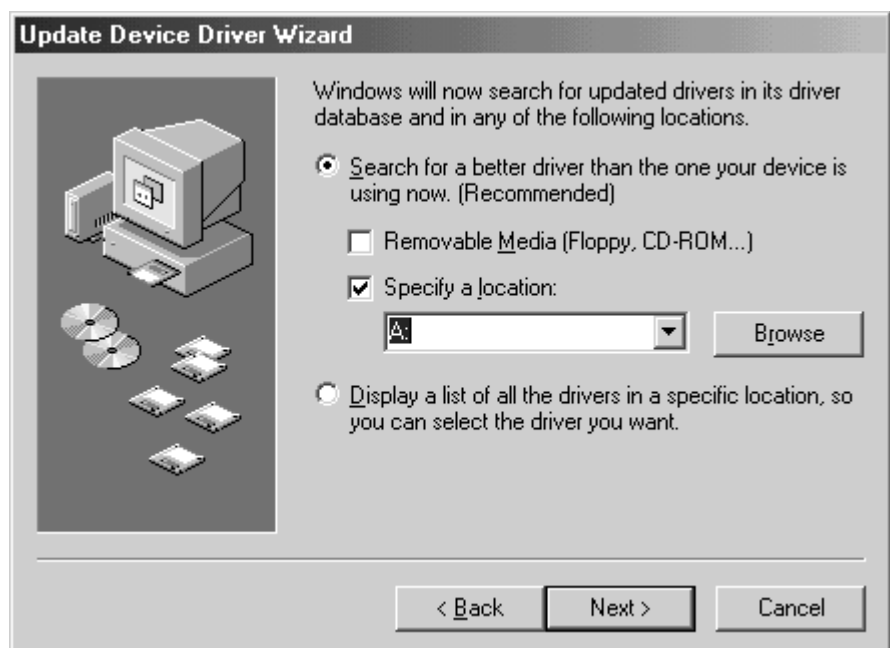 Update Device Driver Wizard
Windows will now search for updated drivers in its driver
database and in any of the following locations.
Search for a better driver than the one your device is
using now. (Recommended)
Removable Media (Floppy, CD-ROM...)
Specify a location:
A:
Browse
Display a list of all the drivers in a specific location, so
you can select the driver you want.
< Back
Next >
Cancel